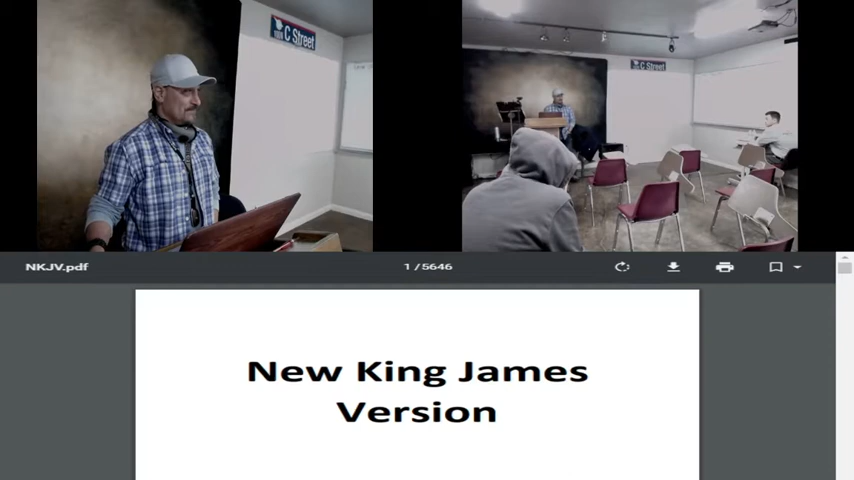 C Street
C Street
NKJV.pdf
1 / 5646
New King James
Version